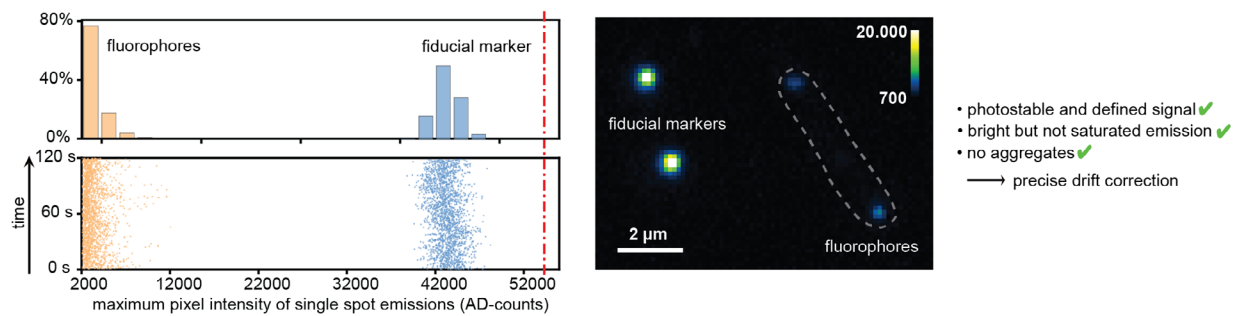 80%
40%
0%
fluorophores
fiducial marker
120 s
60 s
0 s
time
2000
12000
22000
32000
42000
52000
maximum pixel intensity of single spot emissions (AD-counts)
20.000
700
fiducial markers
2 µm
fluorophores
• photostable and defined signal ✔
• bright but not saturated emission ✔
• no aggregates ✔
⟶ precise drift correction